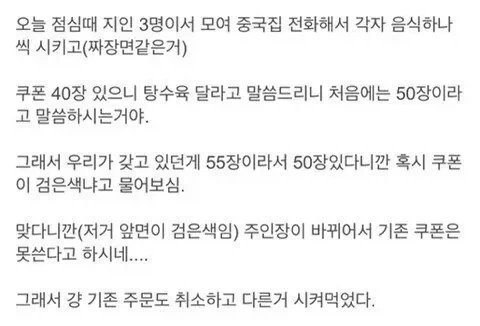 오늘 점심때 지인 3명이서 모여 중국집 전화해서 각자 음식하나
씩 시키고(짜장면같은거)
쿠폰 40장 있으니 탕수육 달라고 말씀드리니 처음에는 50장이라
고 말씀하시는거야.
그래서 우리가 갖고 있던게 55장이라서 50장있다니깐 혹시 쿠폰
이 검은색냐고 물어보심.
맞다니깐(저거 앞면이 검은색임) 주인장이 바뀌어서 기존 쿠폰은
못쓴다고 하시네....
그래서 걍 기존 주문도 취소하고 다른거 시켜먹었다.